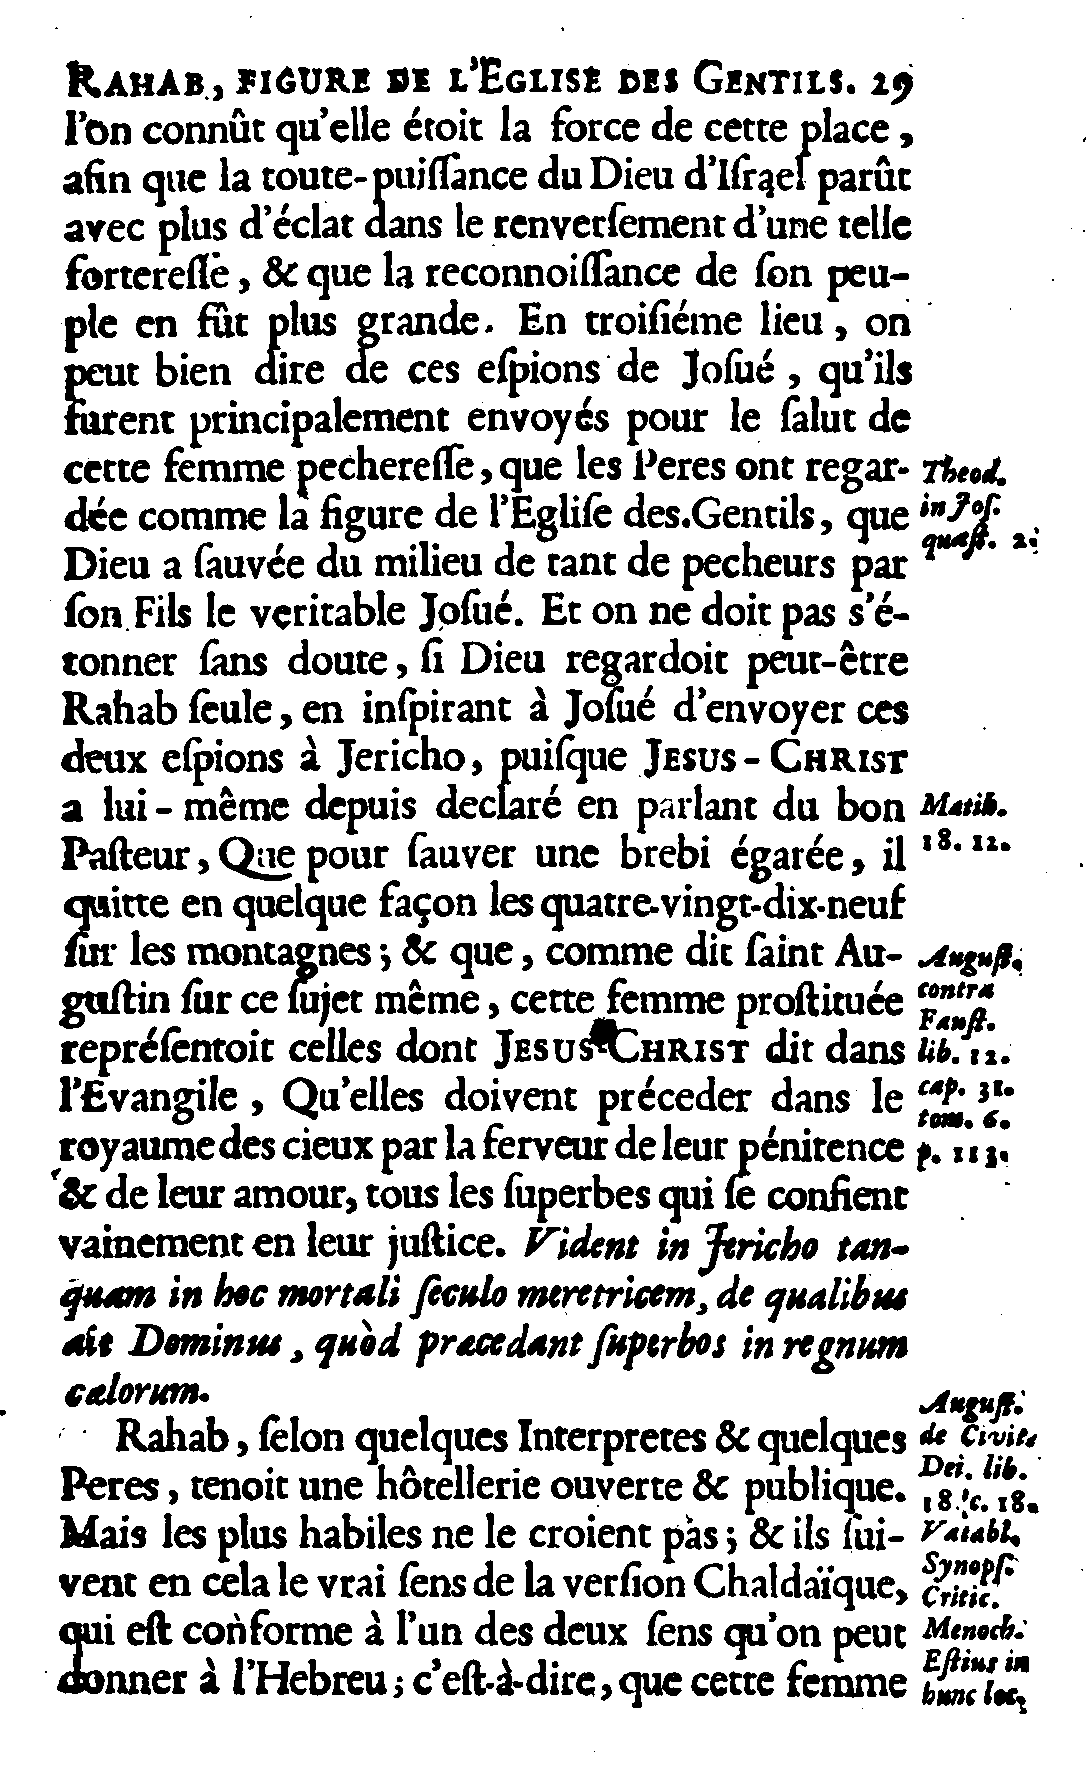 RAHAB, FIGURE DE L'EGLISE DES GENTILS. 29
l'on connût qu'elle étoit la force de cette place,
afin que la toute-puiſſance du Dieu d'Iſrael parût
avec plus d'éclat dans le renverſement d'une telle
fortereſſe, & que la reconnoiſſance de ſon peu-
ple en fût plus grande. En troiſiéme lieu, on
peut bien dire de ces eſpions de Joſué, qu'ils
furent principalement envoyés pour le ſalut de
cette femme pechereſſe, que les Peres ont regar-
dée comme la figure de l'Egliſe des Gentils, que
Dieu a ſauvée du milieu de tant de pecheurs par
ſon Fils le veritable Joſué. Et on ne doit pas s'é-
tonner ſans doute, ſi Dieu regardoit peut-être
Rahab ſeule, en inſpirant à Joſué d'envoyer ces
deux eſpions à Jericho, puiſque JESUS-CHRIST
a lui-même depuis declaré en parlant du bon
Paſteur, Que pour ſauver une brebi égarée, il
quitte en quelque façon les quatre-vingt-dix-neuf
ſur les montagnes; & que, comme dit ſaint Au-
guſtin ſur ce ſujet même, cette femme proſtituée
repréſentoit celles dont JESUS-CHRIST dit dans
l'Evangile, Qu'elles doivent préceder dans le
royaume des cieux par la ferveur de leur pénitence
& de leur amour, tous les ſuperbes qui ſe confient
vainement en leur juſtice. Vident in Jericho tan-
quam in hoc mortali ſeculo meretricem, de qualibus
ait Dominus, quòd præcedant ſuperbos in regnum
cælorum.
Rahab, ſelon quelques Interpretes & quelques
Peres, tenoit une hôtellerie ouverte & publique.
Mais les plus habiles ne le croient pas; & ils ſui-
vent en cela le vrai ſens de la verſion Chaldaïque,
qui eſt conforme à l'un des deux ſens qu'on peut
donner à l'Hebreu; c'eſt-à-dire, que cette femme
Theod.
in Joſ.
quæſt. 2.
Matth.
18. 12.
Auguſt.
contra
Fauſt.
lib. 12.
cap. 31.
tom. 6.
p. 113.
Auguſt.
de Civit.
Dei. lib.
18. c. 18.
Vatabl.
Synopſ.
Critic.
Menoch.
Eſtius in
hunc loc.